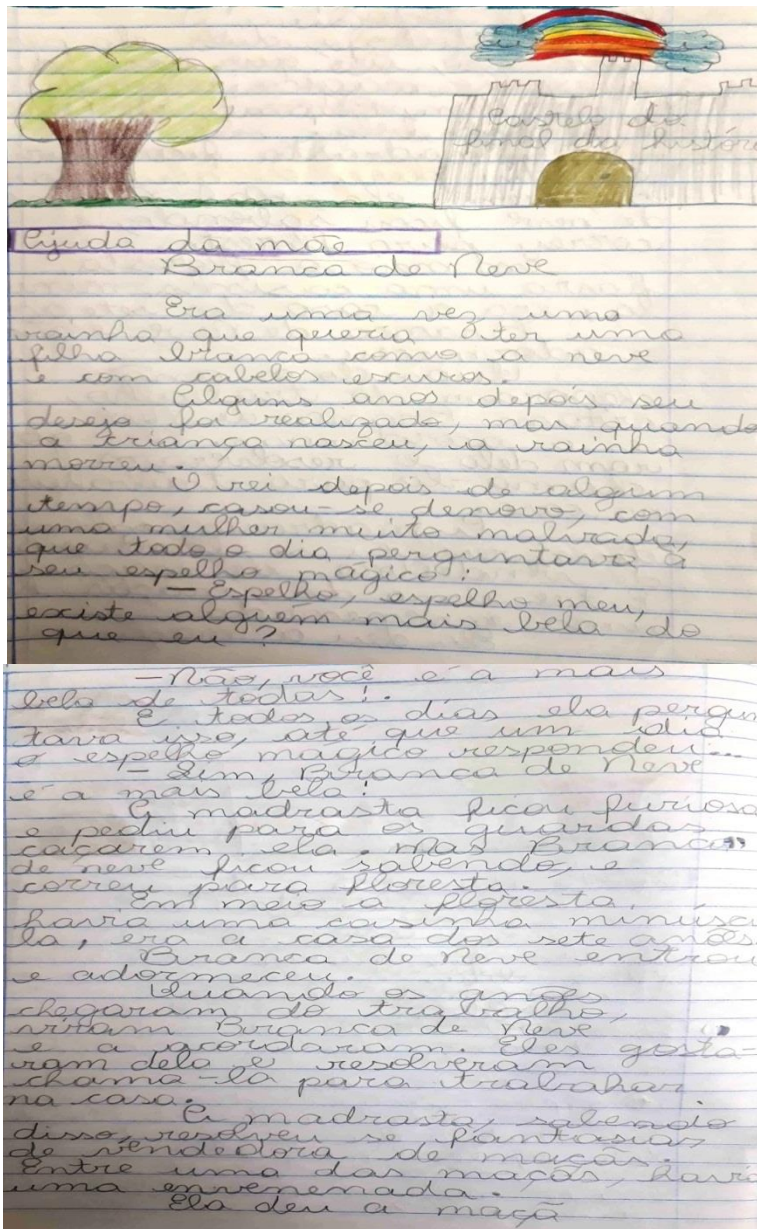 Castelo do
final da histór
Ajuda da mãe
Branca de Neve
Era uma vez uma
rainha que queria ter uma
filha branca como a neve
e com cabelos escuros.
Alguns anos depois seu
desejo foi realizado, mas quando
a criança nasceu, a rainha
morreu.
O rei depois de algum
tempo, casou-se denovo, com
uma mulher muito malvada,
que todo o dia perguntava a
seu espelho mágico:
- Espelho, espelho meu,
existe alguém mais bela do
que eu?
- Não, você é a mais
bela de todas!.
E todos os dias ela pergun
tava isso, até que um dia
o espelho mágico respondeu...
- Sim, Branca de Neve
é a mais bela!
A madrasta ficou furiosa
e pediu para os guardas
caçarem ela. Mas Branca
de neve ficou sabendo, e
correu para floresta.
Em meio a floresta,
havia uma casinha minúscu
la, era a casa dos sete anões.
Branca de Neve entrou
e adormeceu.
Quando os anões
chegaram do trabalho,
viram Branca de Neve
e a acordaram. Eles gosta-
ram dela e resolveram
chama-la para trabahar
na casa.
A madrasta, sabendo
disso, resolveu se fantasiar
de vendedora de maçãs.
Entre uma das maçãs, havia
uma envenenada.
Ela deu a maçã